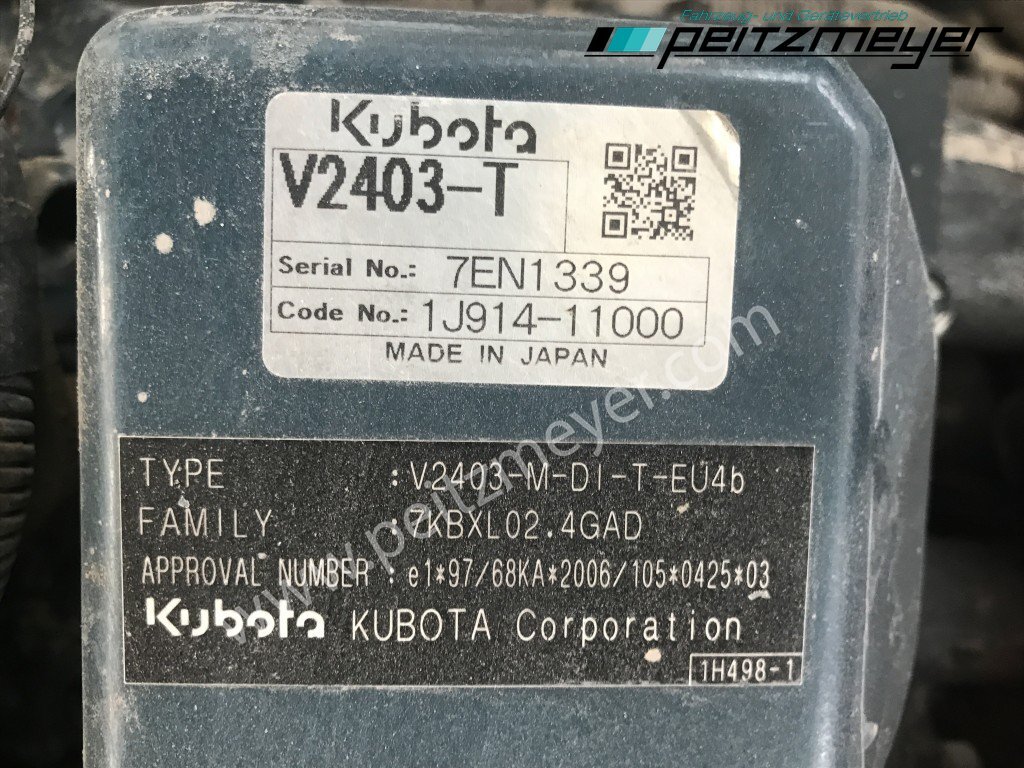 Fahrzeug- und Gerätevertrieb
peitzmeyer
Kubota
V2403-T
Serial No.: 7EN1339
Code No.: 1J914-11000
MADE IN JAPAN
www.peitzmeyer.com
TYPE :V2403-M-DI-T-EU4b
FAMILY :ZKBXL02.4GAD
APPROVAL NUMBER :e1*97/68KA*2006/105*0425*03
Kubota KUBOTA Corporation
1H498-1